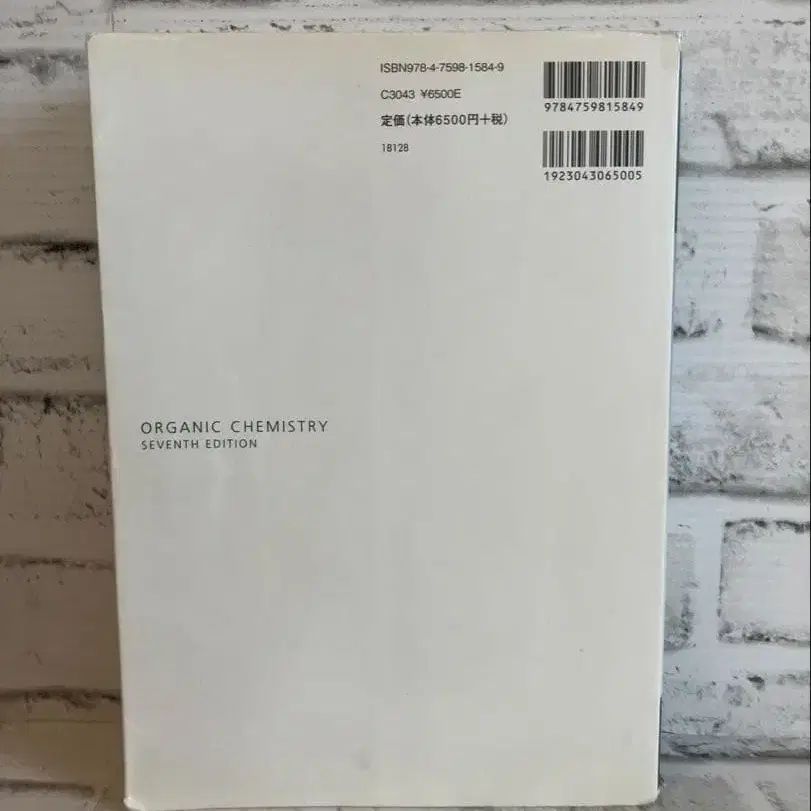 ISBN978-4-7598-1584-9
C3043 ¥6500E
定価(本体6500円+税)
18128
9784759815849
1923043065005
ORGANIC CHEMISTRY
SEVENTH EDITION